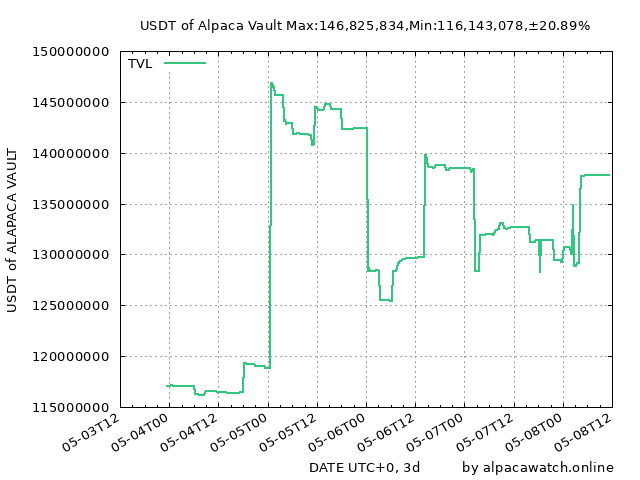 USDT of Alpaca Vault Max:146,825,834,Min:116,143,078,±20.89%
TVL
150000000
145000000
140000000
135000000
130000000
125000000
120000000
115000000
USDT of ALAPACA VAULT
05-03T12
05-04T00
05-04T12
05-05T00
05-05T12
05-06T00
05-06T12
05-07T00
05-07T12
05-08T00
05-08T12
DATE UTC+0, 3d
by alpacawatch.online